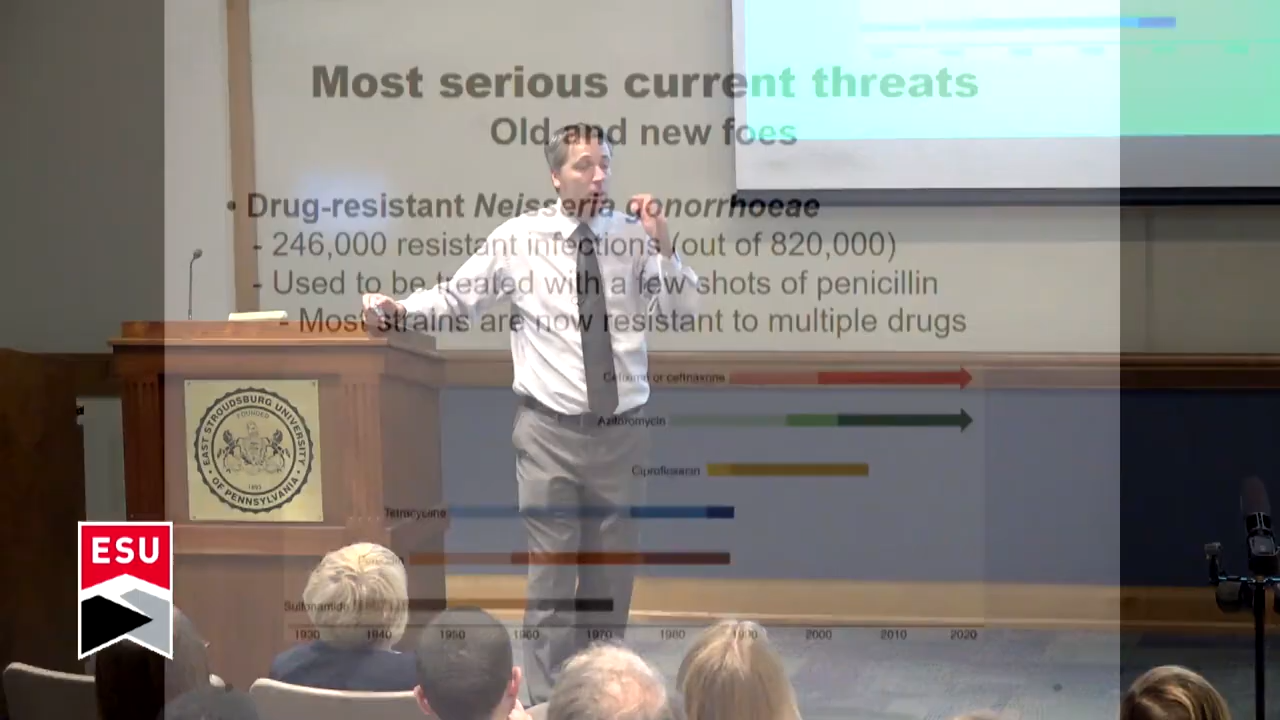 Most serious current threats
Old and new foes
• Drug-resistant Neisseria gonorrhoeae
- 246,000 resistant infections (out of 820,000)
- Used to be treated with a few shots of penicillin
- Most strains are now resistant to multiple drugs
Cefixime or ceftriaxone
Azithromycin
Ciprofloxacin
Tetracycline
Sulfonamide
1930 1940 1950 1960 1970 1980 1990 2000 2010 2020
EAST STROUDSBURG UNIVERSITY
FOUNDED
1893
OF PENNSYLVANIA
ESU